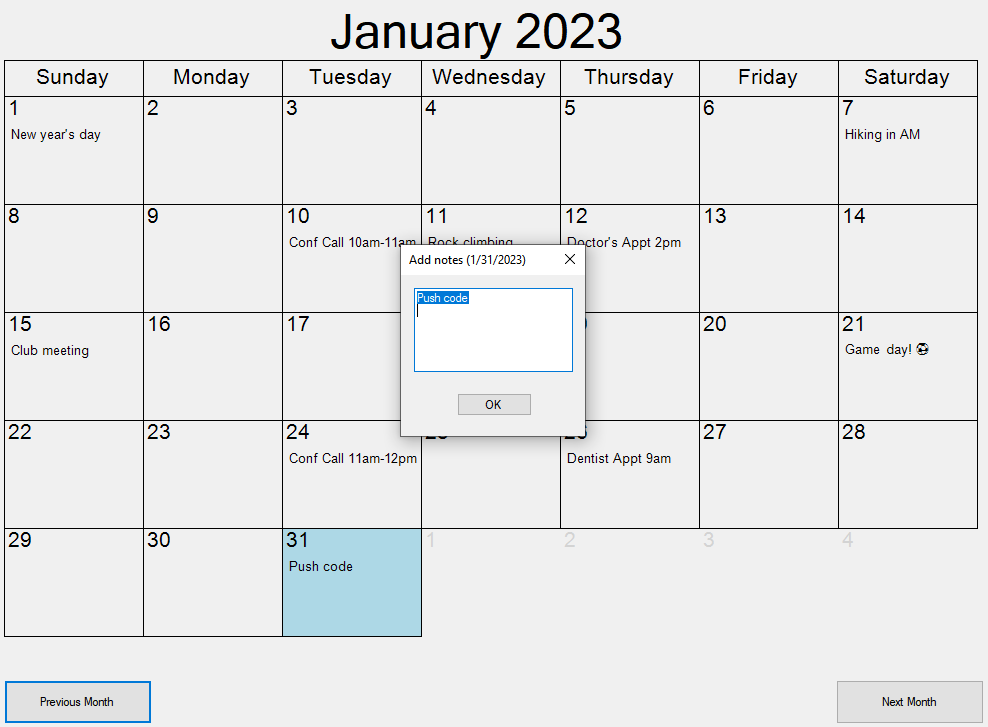 January 2023
Sunday Monday Tuesday Wednesday Thursday Friday Saturday
1 2 3 4 5 6 7
New year's day Hiking in AM
8 9 10 11 12 13 14
Conf Call 10am-11am Rock climbing Doctor's Appt 2pm
Add notes (1/31/2023)
Push code
OK
15 16 17 20 21
Club meeting Game day! ⚽
22 23 24 27 28
Conf Call 11am-12pm Dentist Appt 9am
29 30 31 1 2 3 4
Push code
Previous Month Next Month